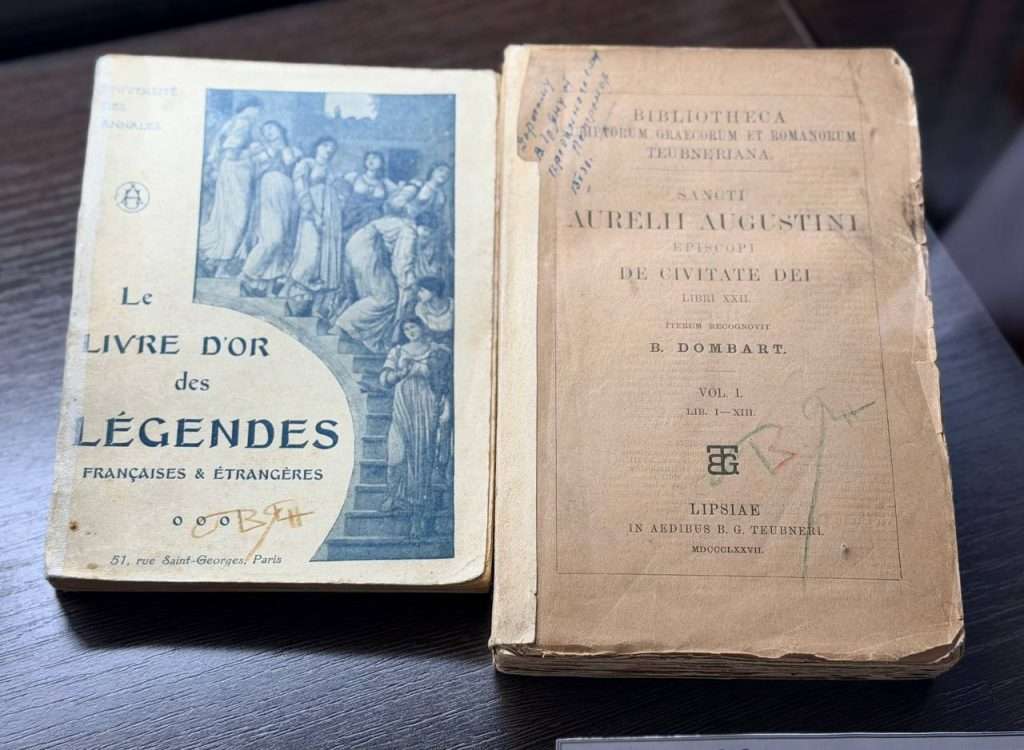 UNIVERSITÉ
DES
ANNALES
Le
LIVRE D'OR
des
LÉGENDES
FRANÇAISES & ÉTRANGÈRES
51, rue Saint-Georges, Paris
BIBLIOTHECA
GRAECORUM ET ROMANORUM
TEUBNERIANA.
SANCTI
AURELII AUGUSTINI
EPISCOPI
DE CIVITATE DEI
LIBRI XXII.
ITERUM RECOGNOVIT
B. DOMBART.
VOL. I.
LIB. I—XIII.
BTG
LIPSIAE
IN AEDIBUS B. G. TEUBNERI.
MDCCCLXXVII.